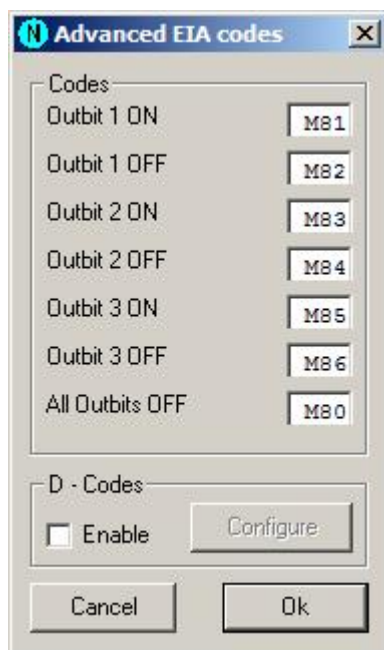 N Advanced EIA codes
Codes
Outbit 1 ON M81
Outbit 1 OFF M82
Outbit 2 ON M83
Outbit 2 OFF M84
Outbit 3 ON M85
Outbit 3 OFF M86
All Outbits OFF M80
D - Codes
Enable Configure
Cancel Ok